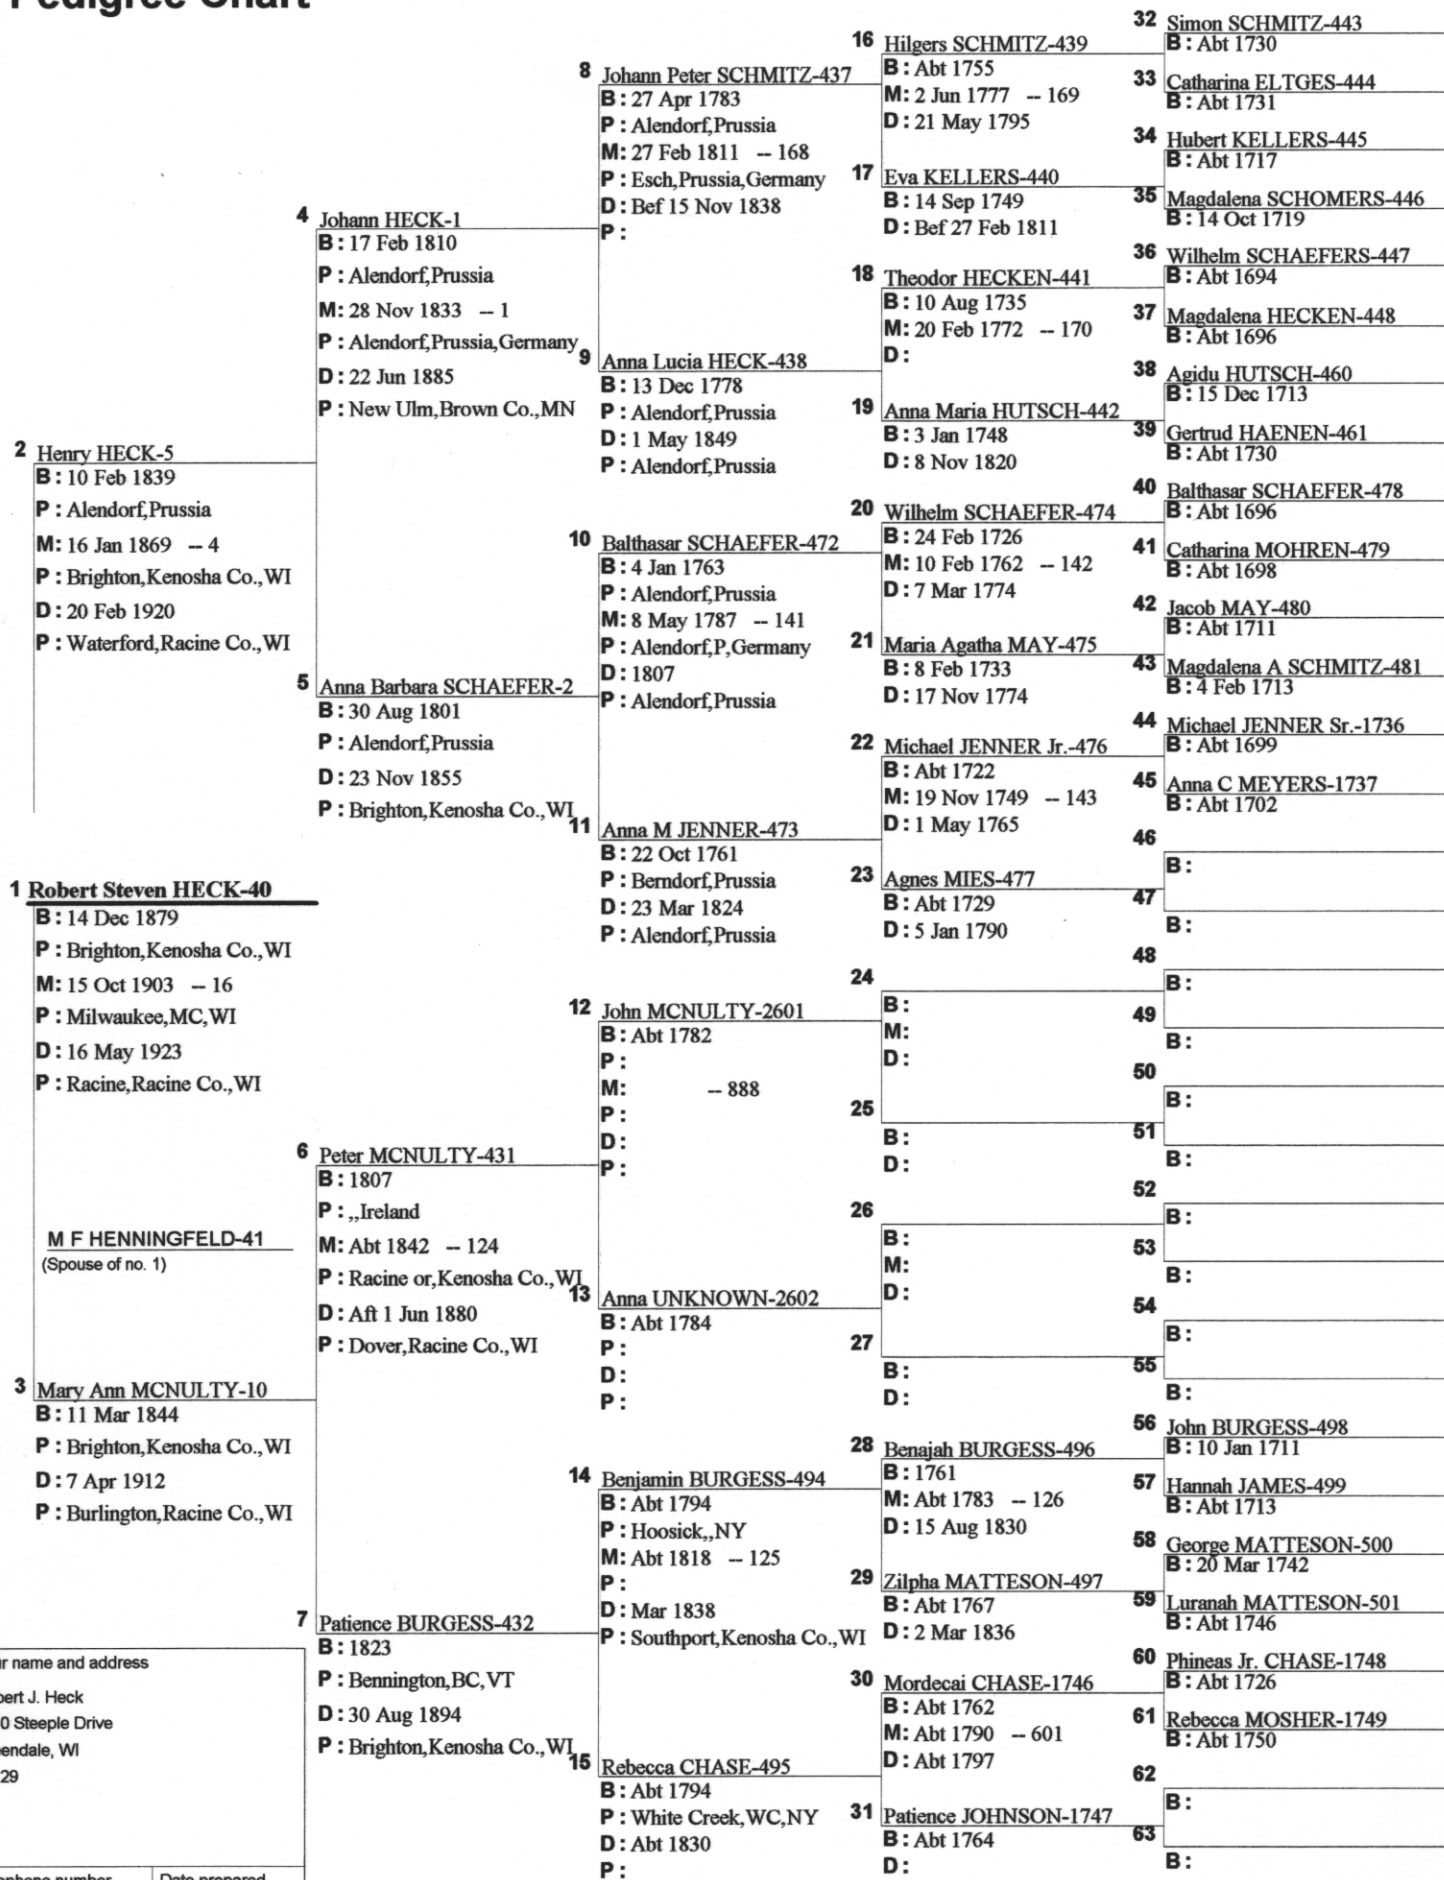 Pedigree Chart
1 Robert Steven HECK-40
B: 14 Dec 1879
P: Brighton,Kenosha Co.,WI
M: 15 Oct 1903 -- 16
P: Milwaukee,MC,WI
D: 16 May 1923
P: Racine,Racine Co.,WI
M F HENNINGFELD-41
(Spouse of no. 1)
2 Henry HECK-5
B: 10 Feb 1839
P: Alendorf,Prussia
M: 16 Jan 1869 -- 4
P: Brighton,Kenosha Co.,WI
D: 20 Feb 1920
P: Waterford,Racine Co.,WI
3 Mary Ann MCNULTY-10
B: 11 Mar 1844
P: Brighton,Kenosha Co.,WI
D: 7 Apr 1912
P: Burlington,Racine Co.,WI
r name and address
bert J. Heck
0 Steeple Drive
endale, WI
29
ephone number
Date prepared
4 Johann HECK-1
B: 17 Feb 1810
P: Alendorf,Prussia
M: 28 Nov 1833 -- 1
P: Alendorf,Prussia,Germany
D: 22 Jun 1885
P: New Ulm,Brown Co.,MN
5 Anna Barbara SCHAEFER-2
B: 30 Aug 1801
P: Alendorf,Prussia
D: 23 Nov 1855
P: Brighton,Kenosha Co.,WI
6 Peter MCNULTY-431
B: 1807
P: ,,Ireland
M: Abt 1842 -- 124
P: Racine or,Kenosha Co.,WI
D: Aft 1 Jun 1880
P: Dover,Racine Co.,WI
7 Patience BURGESS-432
B: 1823
P: Bennington,BC,VT
D: 30 Aug 1894
P: Brighton,Kenosha Co.,WI
8 Johann Peter SCHMITZ-437
B: 27 Apr 1783
P: Alendorf,Prussia
M: 27 Feb 1811 -- 168
P: Esch,Prussia,Germany
D: Bef 15 Nov 1838
P:
9 Anna Lucia HECK-438
B: 13 Dec 1778
P: Alendorf,Prussia
D: 1 May 1849
P: Alendorf,Prussia
10 Balthasar SCHAEFER-472
B: 4 Jan 1763
P: Alendorf,Prussia
M: 8 May 1787 -- 141
P: Alendorf,P,Germany
D: 1807
P: Alendorf,Prussia
11 Anna M JENNER-473
B: 22 Oct 1761
P: Berndorf,Prussia
D: 23 Mar 1824
P: Alendorf,Prussia
12 John MCNULTY-2601
B: Abt 1782
P:
M: -- 888
P:
D:
P:
13 Anna UNKNOWN-2602
B: Abt 1784
P:
D:
P:
14 Benjamin BURGESS-494
B: Abt 1794
P: Hoosick,,NY
M: Abt 1818 -- 125
P:
D: Mar 1838
P: Southport,Kenosha Co.,WI
15 Rebecca CHASE-495
B: Abt 1794
P: White Creek,WC,NY
D: Abt 1830
P:
16 Hilgers SCHMITZ-439
B: Abt 1755
M: 2 Jun 1777 -- 169
D: 21 May 1795
17 Eva KELLERS-440
B: 14 Sep 1749
D: Bef 27 Feb 1811
18 Theodor HECKEN-441
B: 10 Aug 1735
M: 20 Feb 1772 -- 170
D:
19 Anna Maria HUTSCH-442
B: 3 Jan 1748
D: 8 Nov 1820
20 Wilhelm SCHAEFER-474
B: 24 Feb 1726
M: 10 Feb 1762 -- 142
D: 7 Mar 1774
21 Maria Agatha MAY-475
B: 8 Feb 1733
D: 17 Nov 1774
22 Michael JENNER Jr.-476
B: Abt 1722
M: 19 Nov 1749 -- 143
D: 1 May 1765
23 Agnes MIES-477
B: Abt 1729
D: 5 Jan 1790
24
B:
M:
D:
25
B:
D:
26
B:
M:
D:
27
B:
D:
28 Benajah BURGESS-496
B: 1761
M: Abt 1783 -- 126
D: 15 Aug 1830
29 Zilpha MATTESON-497
B: Abt 1767
D: 2 Mar 1836
30 Mordecai CHASE-1746
B: Abt 1762
M: Abt 1790 -- 601
D: Abt 1797
31 Patience JOHNSON-1747
B: Abt 1764
D:
32 Simon SCHMITZ-443
B: Abt 1730
33 Catharina ELTGES-444
B: Abt 1731
34 Hubert KELLERS-445
B: Abt 1717
35 Magdalena SCHOMERS-446
B: 14 Oct 1719
36 Wilhelm SCHAEFERS-447
B: Abt 1694
37 Magdalena HECKEN-448
B: Abt 1696
38 Agidu HUTSCH-460
B: 15 Dec 1713
39 Gertrud HAENEN-461
B: Abt 1730
40 Balthasar SCHAEFER-478
B: Abt 1696
41 Catharina MOHREN-479
B: Abt 1698
42 Jacob MAY-480
B: Abt 1711
43 Magdalena A SCHMITZ-481
B: 4 Feb 1713
44 Michael JENNER Sr.-1736
B: Abt 1699
45 Anna C MEYERS-1737
B: Abt 1702
46
B:
47
B:
48
B:
49
B:
50
B:
51
B:
52
B:
53
B:
54
B:
55
B:
56 John BURGESS-498
B: 10 Jan 1711
57 Hannah JAMES-499
B: Abt 1713
58 George MATTESON-500
B: 20 Mar 1742
59 Luranah MATTESON-501
B: Abt 1746
60 Phineas Jr. CHASE-1748
B: Abt 1726
61 Rebecca MOSHER-1749
B: Abt 1750
62
B:
63
B: